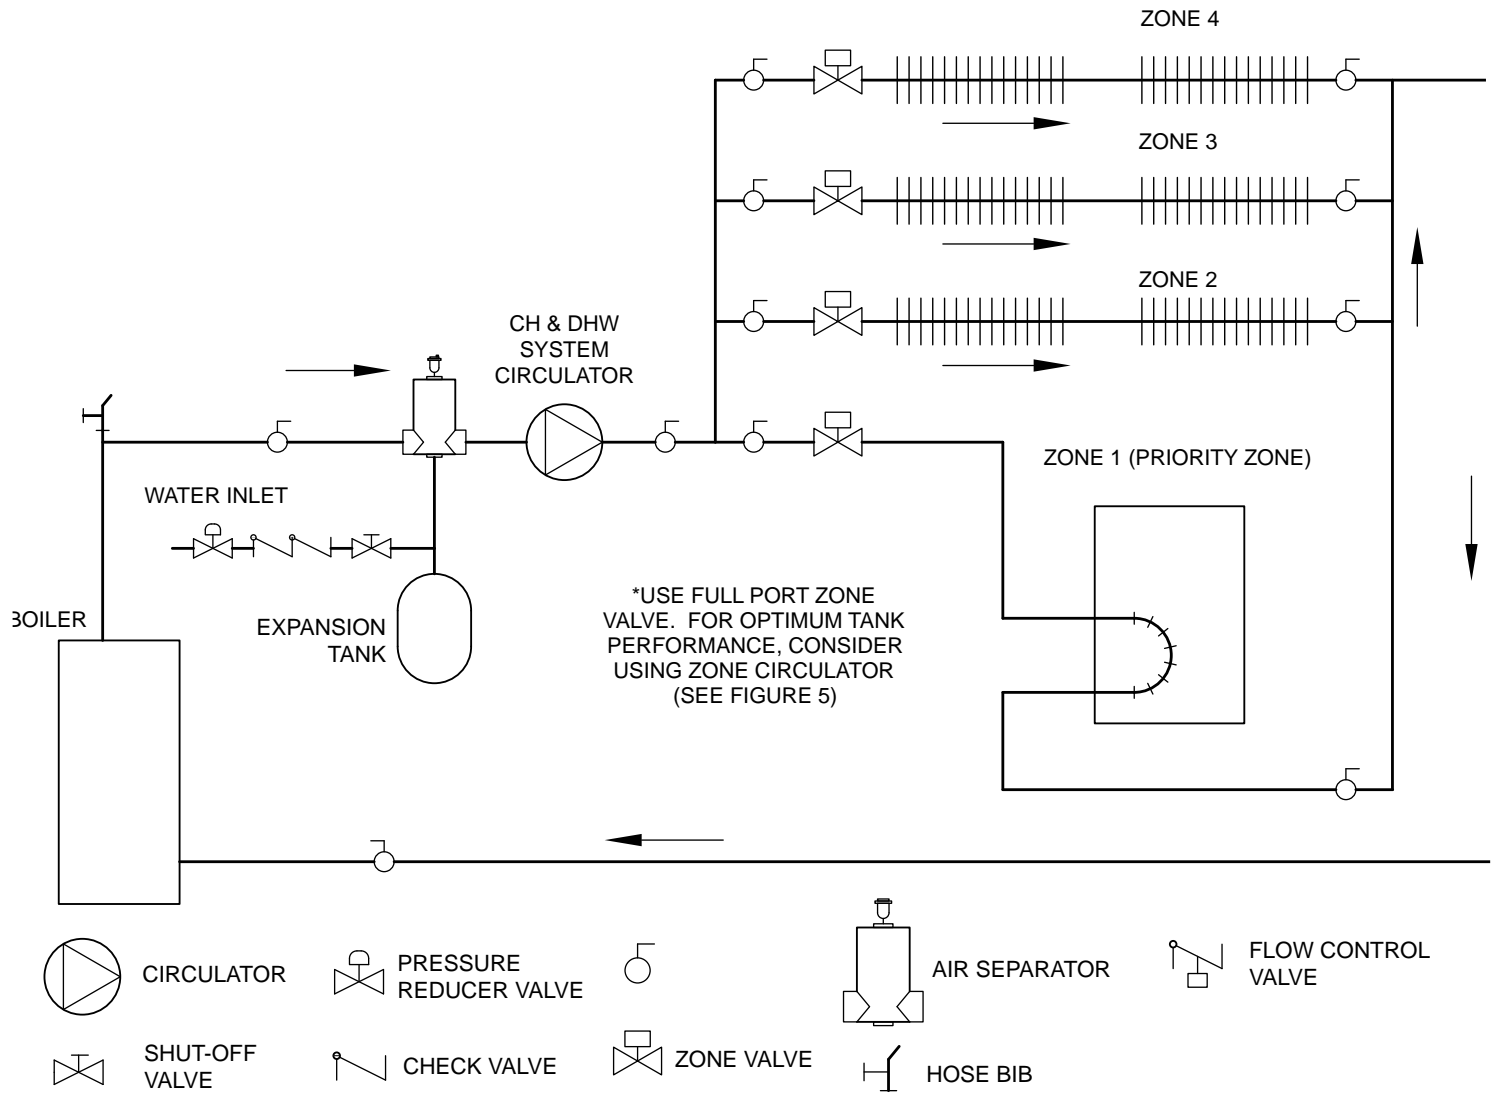 ZONE 4
ZONE 3
ZONE 2
CH & DHW
SYSTEM
CIRCULATOR
ZONE 1 (PRIORITY ZONE)
WATER INLET
BOILER
EXPANSION
TANK
*USE FULL PORT ZONE
VALVE. FOR OPTIMUM TANK
PERFORMANCE, CONSIDER
USING ZONE CIRCULATOR
(SEE FIGURE 5)
CIRCULATOR
PRESSURE
REDUCER VALVE
AIR SEPARATOR
FLOW CONTROL
VALVE
SHUT-OFF
VALVE
CHECK VALVE
ZONE VALVE
HOSE BIB